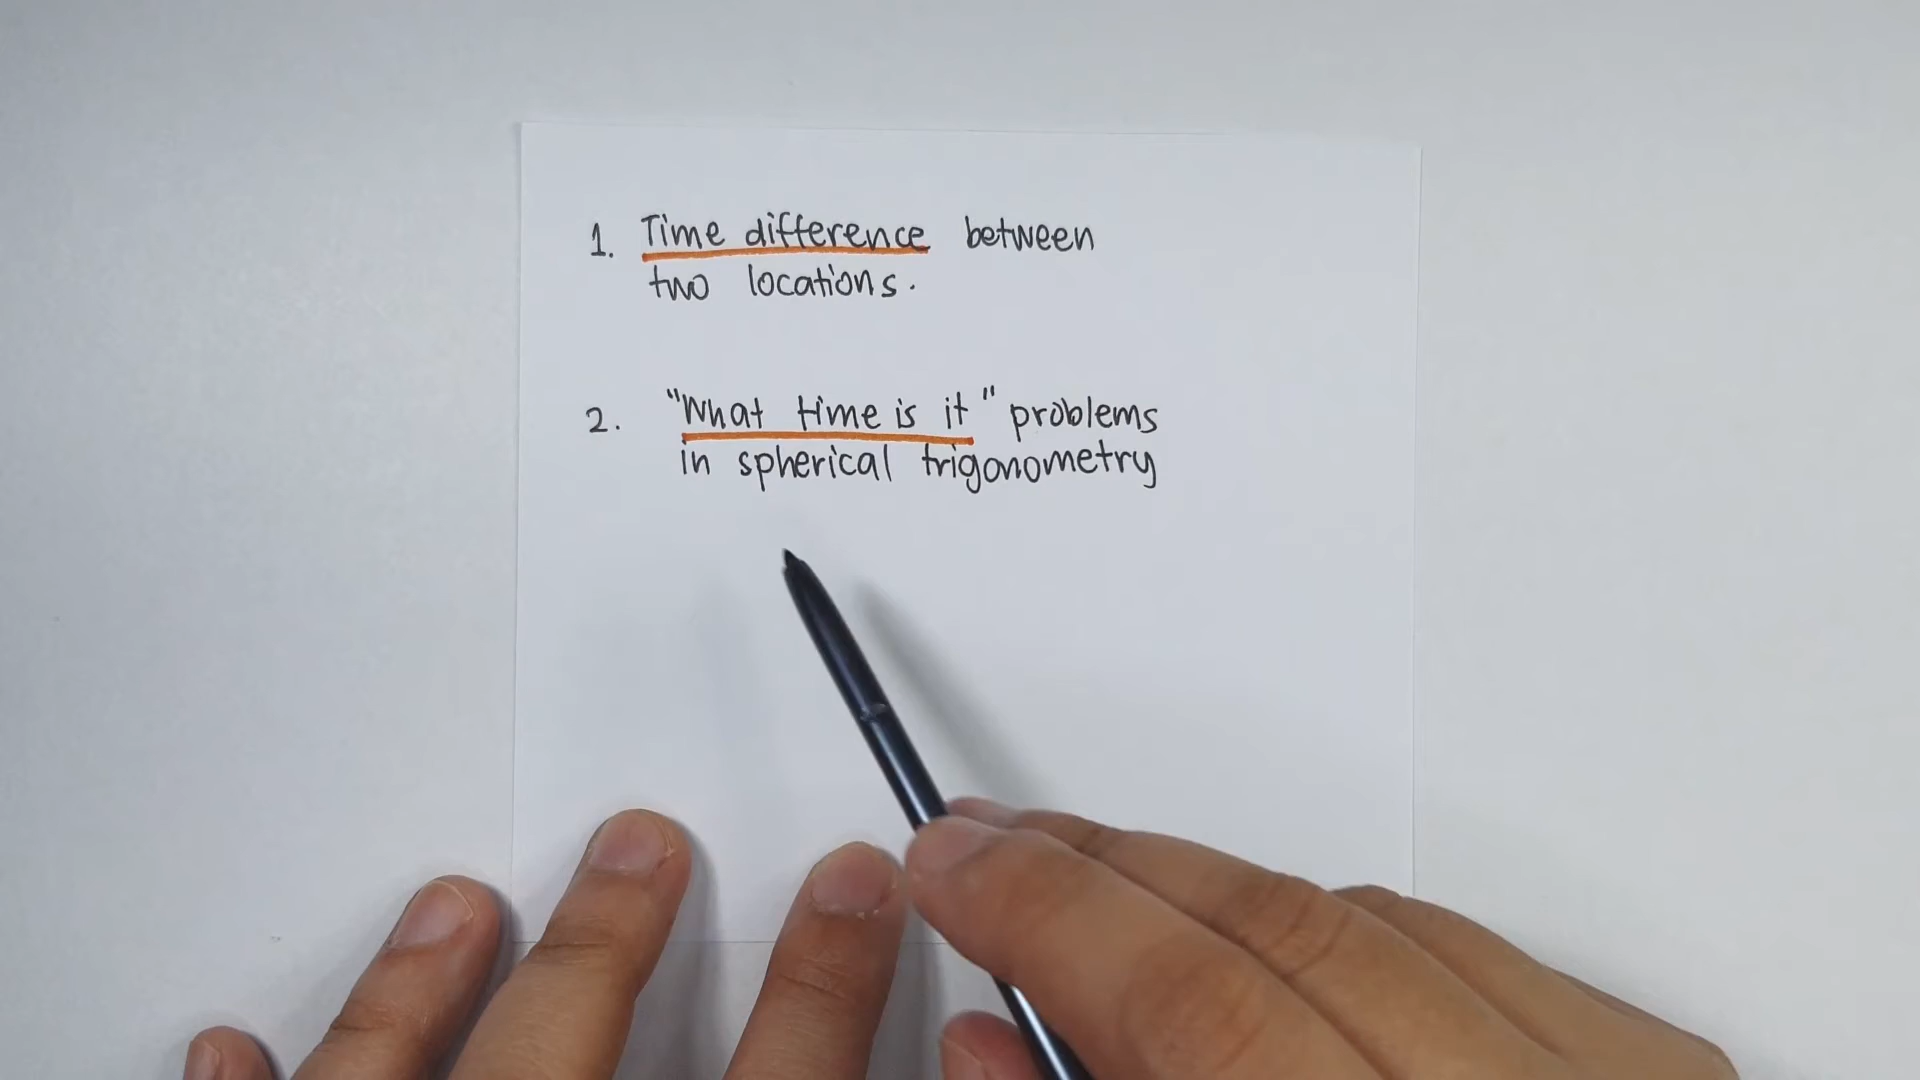 1. Time difference between
two locations.
2. "What time is it" problems
in spherical trigonometry